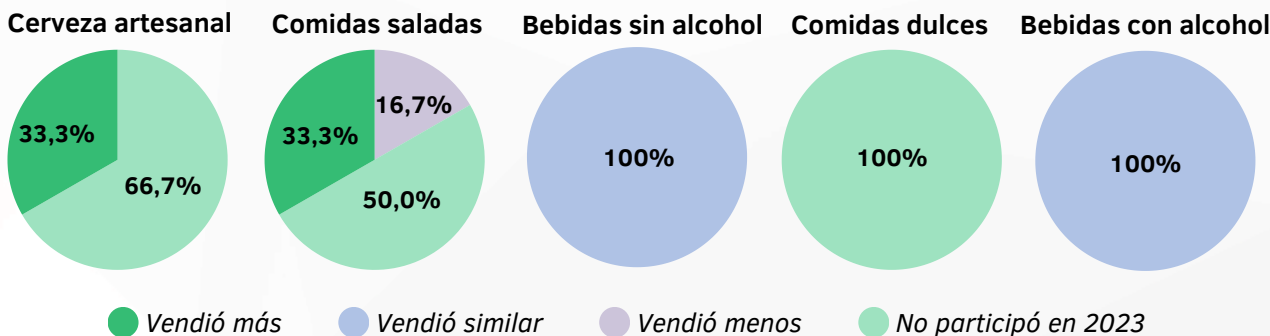 Cerveza artesanal
33,3%
66,7%
Comidas saladas
16,7%
33,3%
50,0%
Bebidas sin alcohol
100%
Comidas dulces
100%
Bebidas con alcohol
100%
Vendió más
Vendió similar
Vendió menos
No participó en 2023